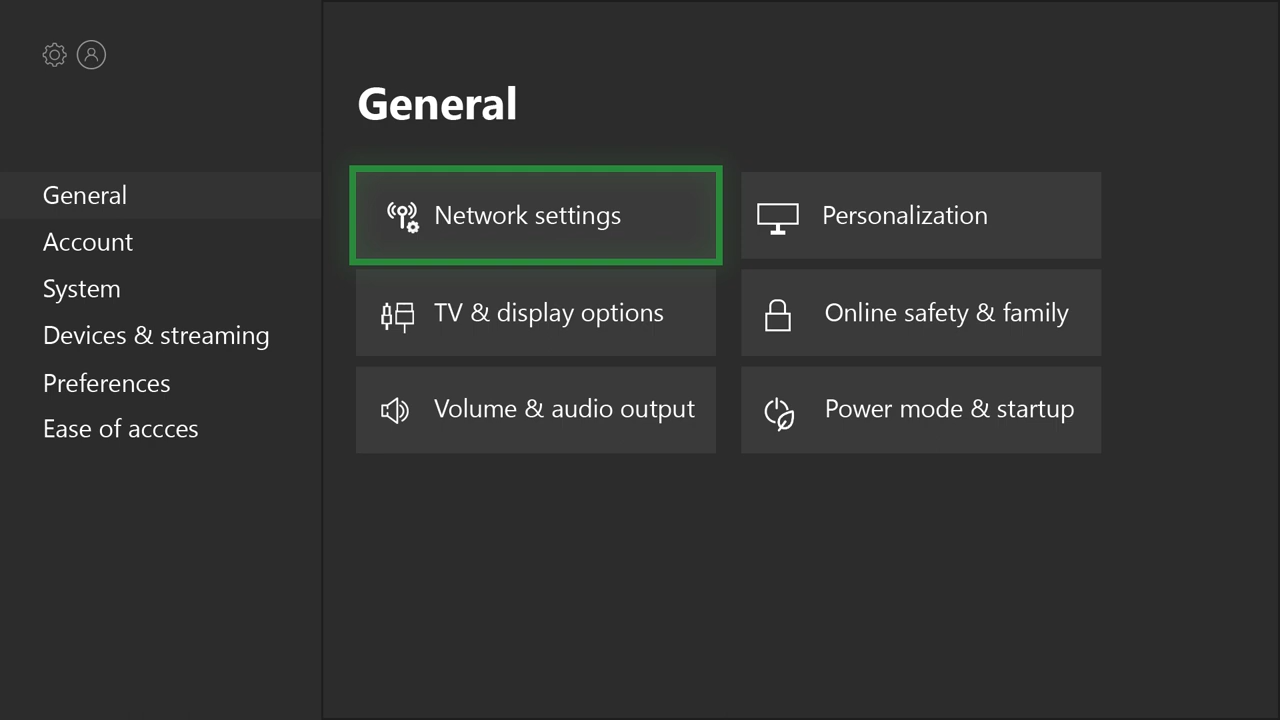 General
General
Account
System
Devices & streaming
Preferences
Ease of accces
Network settings
Personalization
TV & display options
Online safety & family
Volume & audio output
Power mode & startup